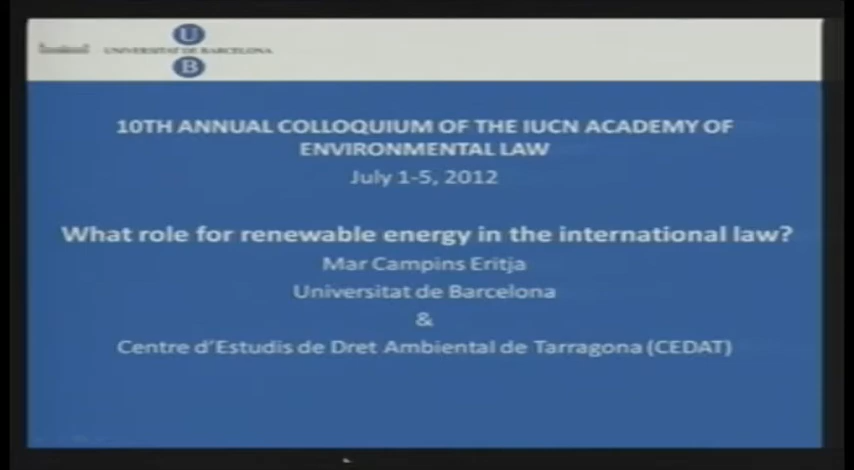 U
UNIVERSITAT DE BARCELONA
B
10TH ANNUAL COLLOQUIUM OF THE IUCN ACADEMY OF
ENVIRONMENTAL LAW
July 1-5, 2012
What role for renewable energy in the international law?
Mar Campins Eritja
Universitat de Barcelona
&
Centre d'Estudis de Dret Ambiental de Tarragona (CEDAT)